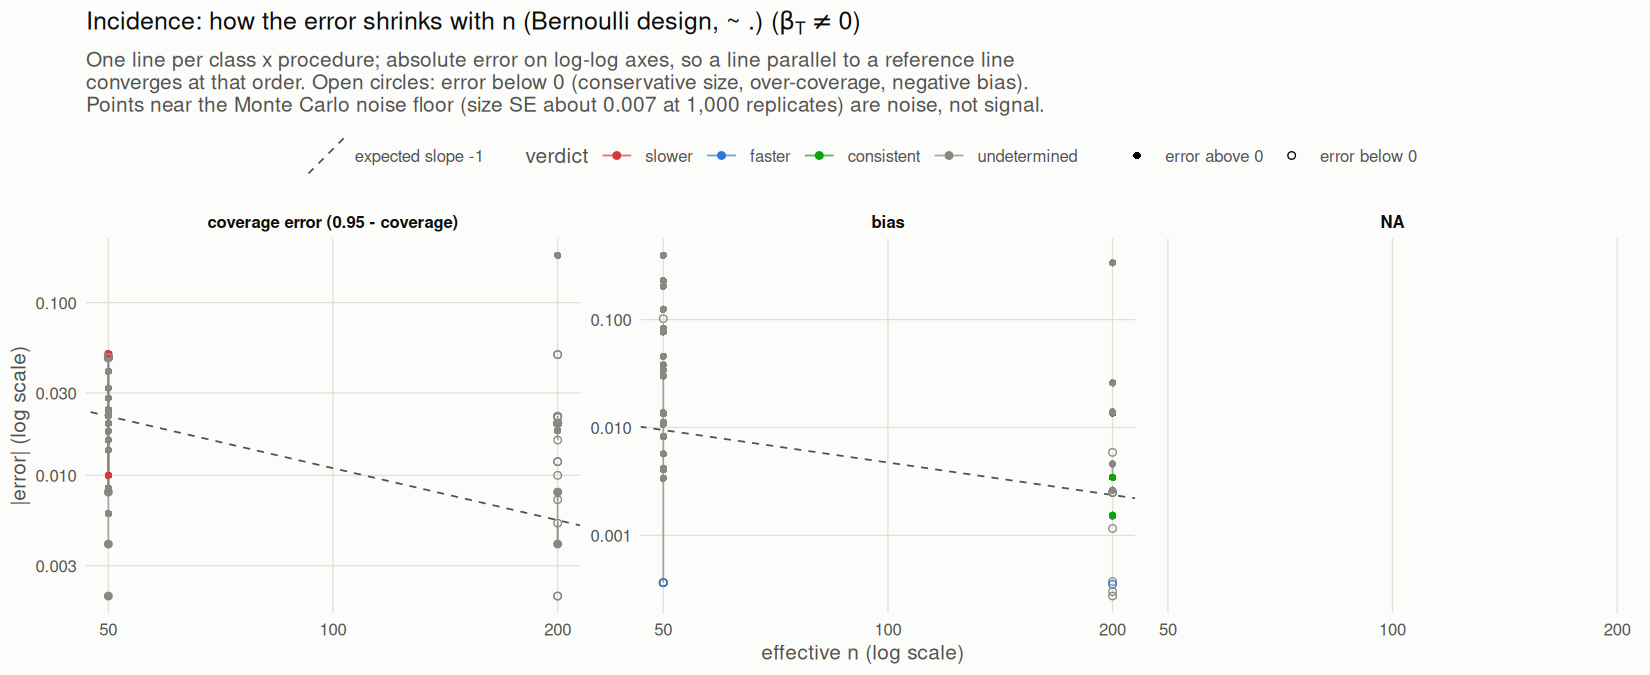 Incidence: how the error shrinks with n (Bernoulli design, ~ .) (βT ≠ 0)
One line per class x procedure; absolute error on log-log axes, so a line parallel to a reference line
converges at that order. Open circles: error below 0 (conservative size, over-coverage, negative bias).
Points near the Monte Carlo noise floor (size SE about 0.007 at 1,000 replicates) are noise, not signal.
expected slope -1 verdict slower faster consistent undetermined error above 0 error below 0
coverage error (0.95 - coverage) bias NA
|error| (log scale)
0.100
0.030
0.010
0.003
0.100
0.010
0.001
50 100 200 50 100 200 50 100 200
effective n (log scale)